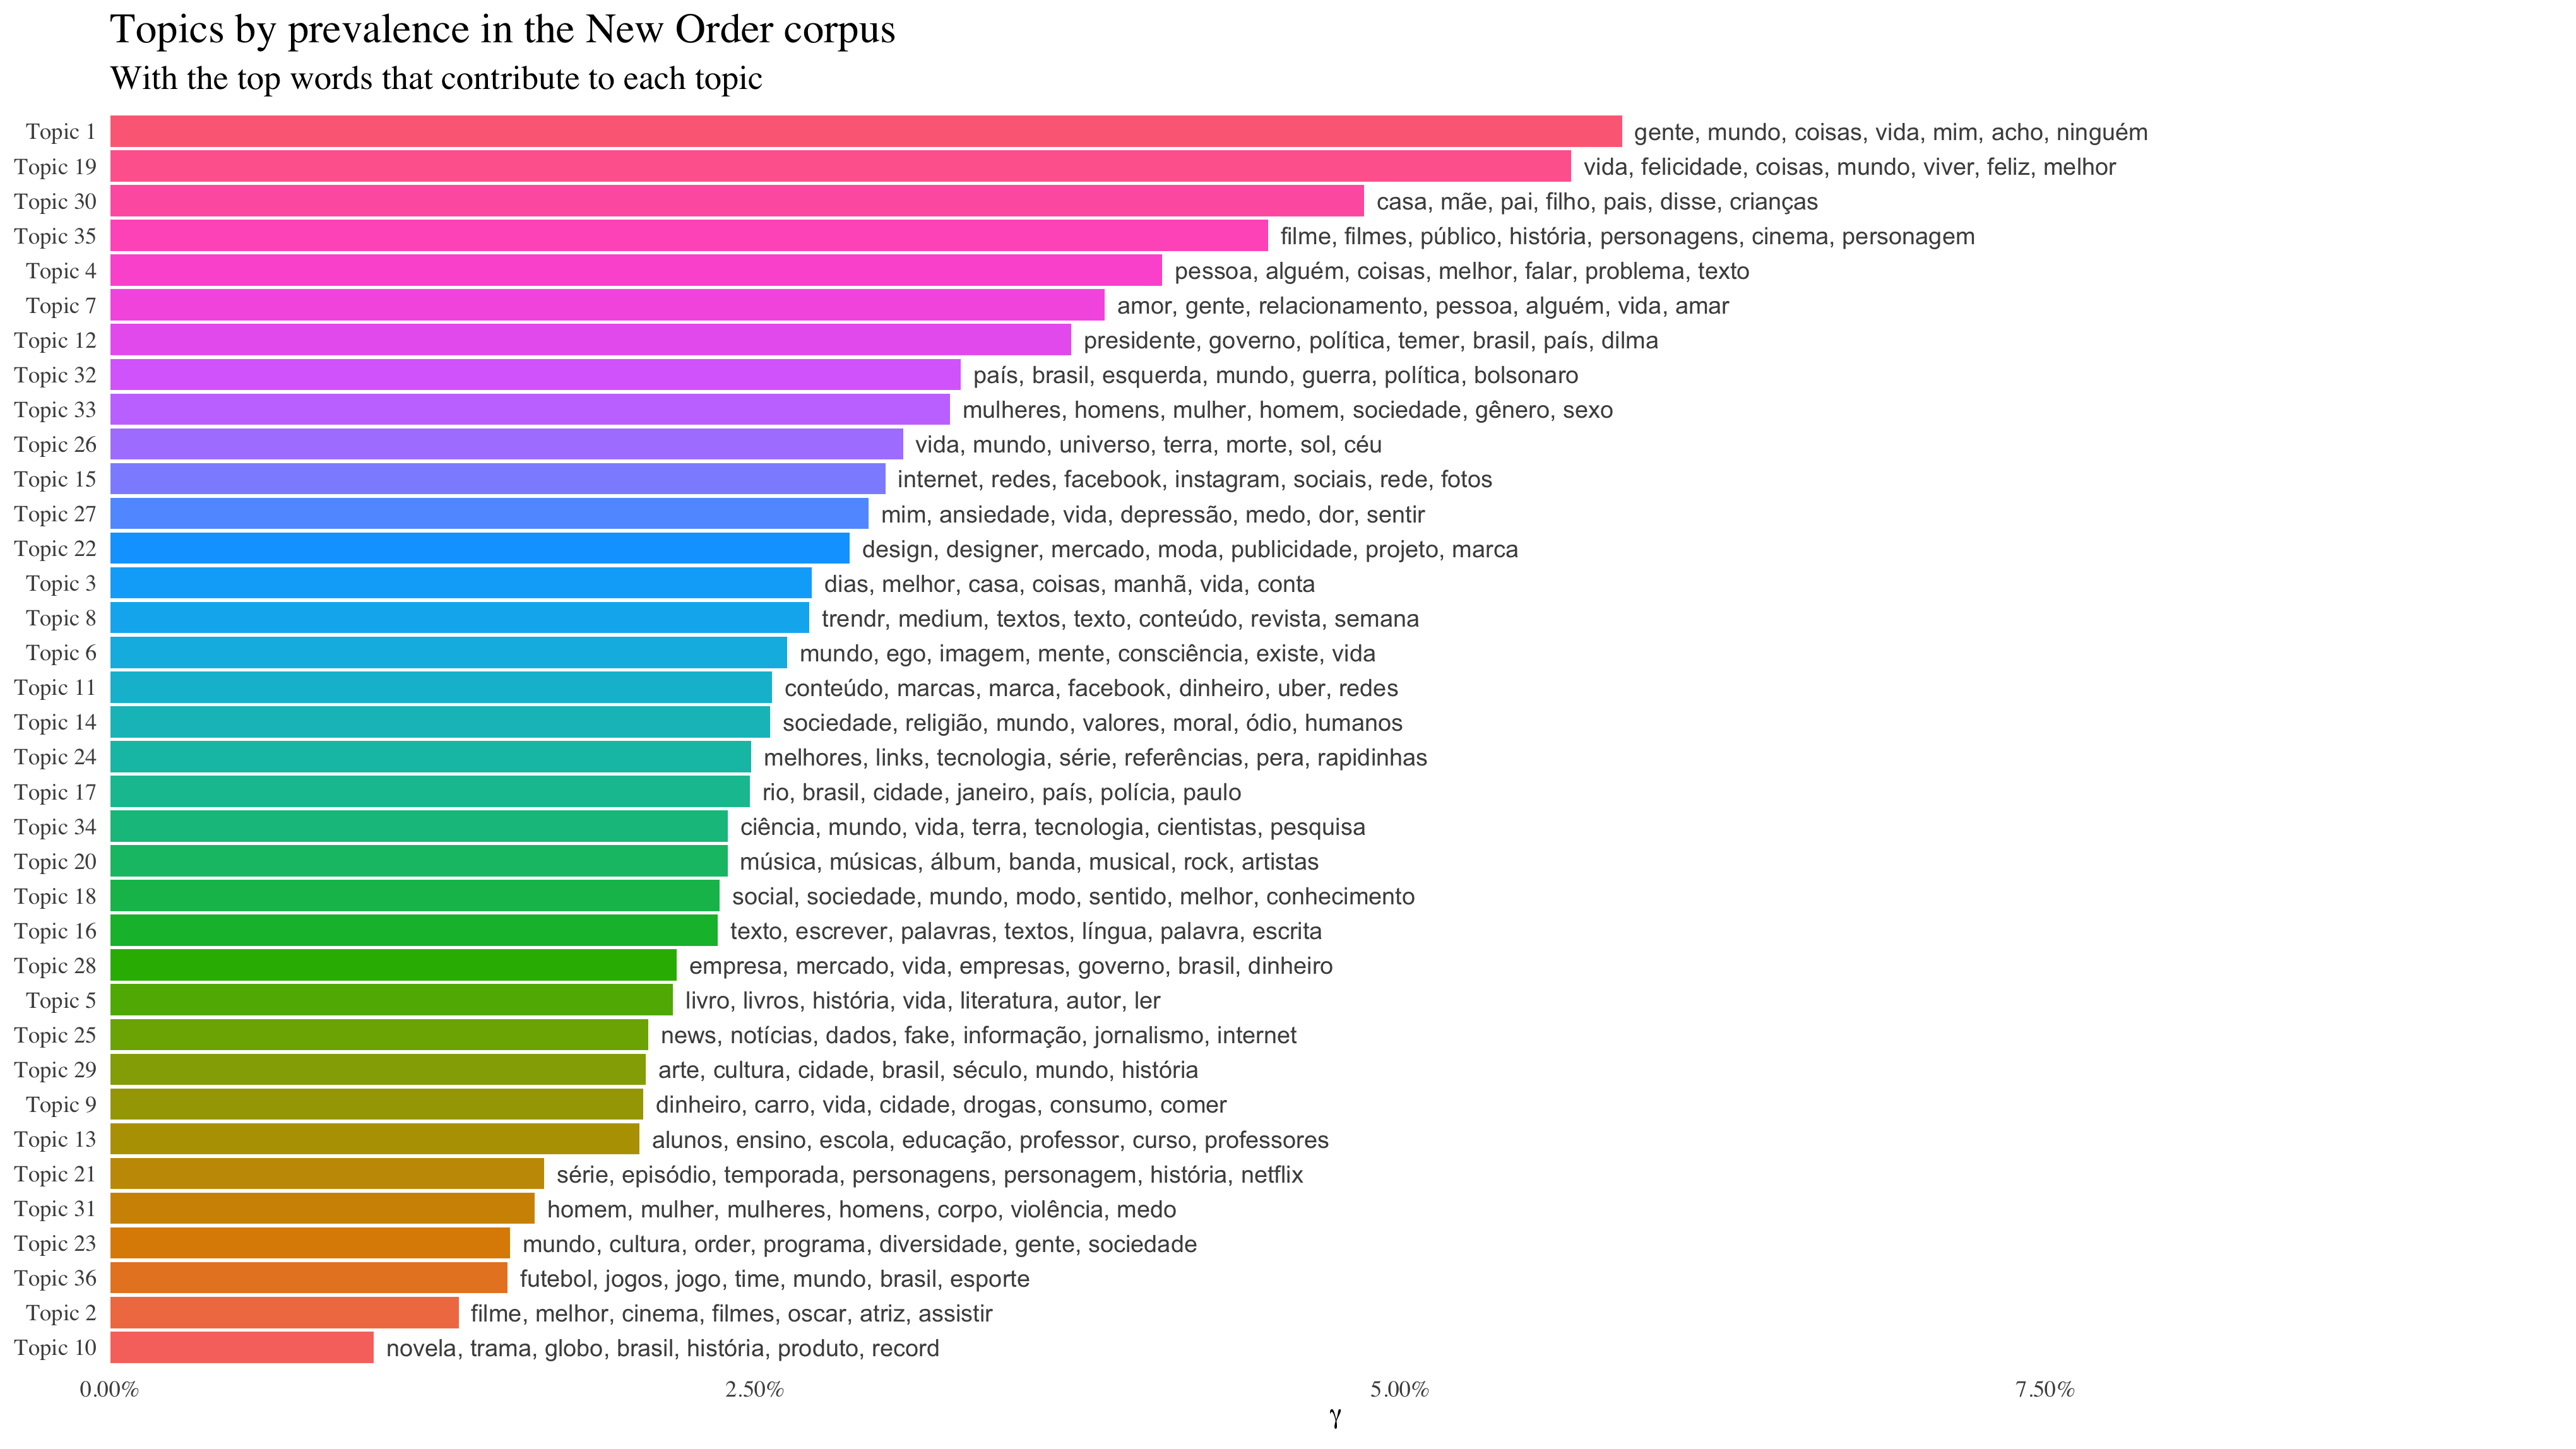 Topics by prevalence in the New Order corpus
With the top words that contribute to each topic
Topic 1 gente, mundo, coisas, vida, mim, acho, ninguém
Topic 19 vida, felicidade, coisas, mundo, viver, feliz, melhor
Topic 30 casa, mãe, pai, filho, pais, disse, crianças
Topic 35 filme, filmes, público, história, personagens, cinema, personagem
Topic 4 pessoa, alguém, coisas, melhor, falar, problema, texto
Topic 7 amor, gente, relacionamento, pessoa, alguém, vida, amar
Topic 12 presidente, governo, política, temer, brasil, país, dilma
Topic 32 país, brasil, esquerda, mundo, guerra, política, bolsonaro
Topic 33 mulheres, homens, mulher, homem, sociedade, gênero, sexo
Topic 26 vida, mundo, universo, terra, morte, sol, céu
Topic 15 internet, redes, facebook, instagram, sociais, rede, fotos
Topic 27 mim, ansiedade, vida, depressão, medo, dor, sentir
Topic 22 design, designer, mercado, moda, publicidade, projeto, marca
Topic 3 dias, melhor, casa, coisas, manhã, vida, conta
Topic 8 trendr, medium, textos, texto, conteúdo, revista, semana
Topic 6 mundo, ego, imagem, mente, consciência, existe, vida
Topic 11 conteúdo, marcas, marca, facebook, dinheiro, uber, redes
Topic 14 sociedade, religião, mundo, valores, moral, ódio, humanos
Topic 24 melhores, links, tecnologia, série, referências, pera, rapidinhas
Topic 17 rio, brasil, cidade, janeiro, país, polícia, paulo
Topic 34 ciência, mundo, vida, terra, tecnologia, cientistas, pesquisa
Topic 20 música, músicas, álbum, banda, musical, rock, artistas
Topic 18 social, sociedade, mundo, modo, sentido, melhor, conhecimento
Topic 16 texto, escrever, palavras, textos, língua, palavra, escrita
Topic 28 empresa, mercado, vida, empresas, governo, brasil, dinheiro
Topic 5 livro, livros, história, vida, literatura, autor, ler
Topic 25 news, notícias, dados, fake, informação, jornalismo, internet
Topic 29 arte, cultura, cidade, brasil, século, mundo, história
Topic 9 dinheiro, carro, vida, cidade, drogas, consumo, comer
Topic 13 alunos, ensino, escola, educação, professor, curso, professores
Topic 21 série, episódio, temporada, personagens, personagem, história, netflix
Topic 31 homem, mulher, mulheres, homens, corpo, violência, medo
Topic 23 mundo, cultura, order, programa, diversidade, gente, sociedade
Topic 36 futebol, jogos, jogo, time, mundo, brasil, esporte
Topic 2 filme, melhor, cinema, filmes, oscar, atriz, assistir
Topic 10 novela, trama, globo, brasil, história, produto, record
0.00% 2.50% 5.00% 7.50%
γ